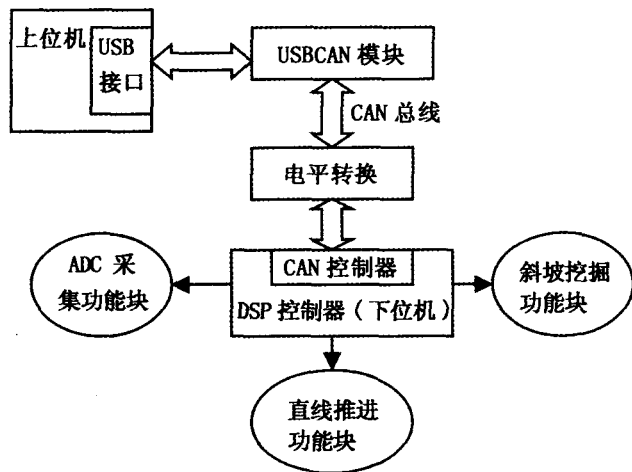 上位机
USB
接口
USBCAN 模块
CAN 总线
电平转换
CAN 控制器
DSP 控制器（下位机）
ADC 采
集功能块
斜坡挖掘
功能块
直线推进
功能块